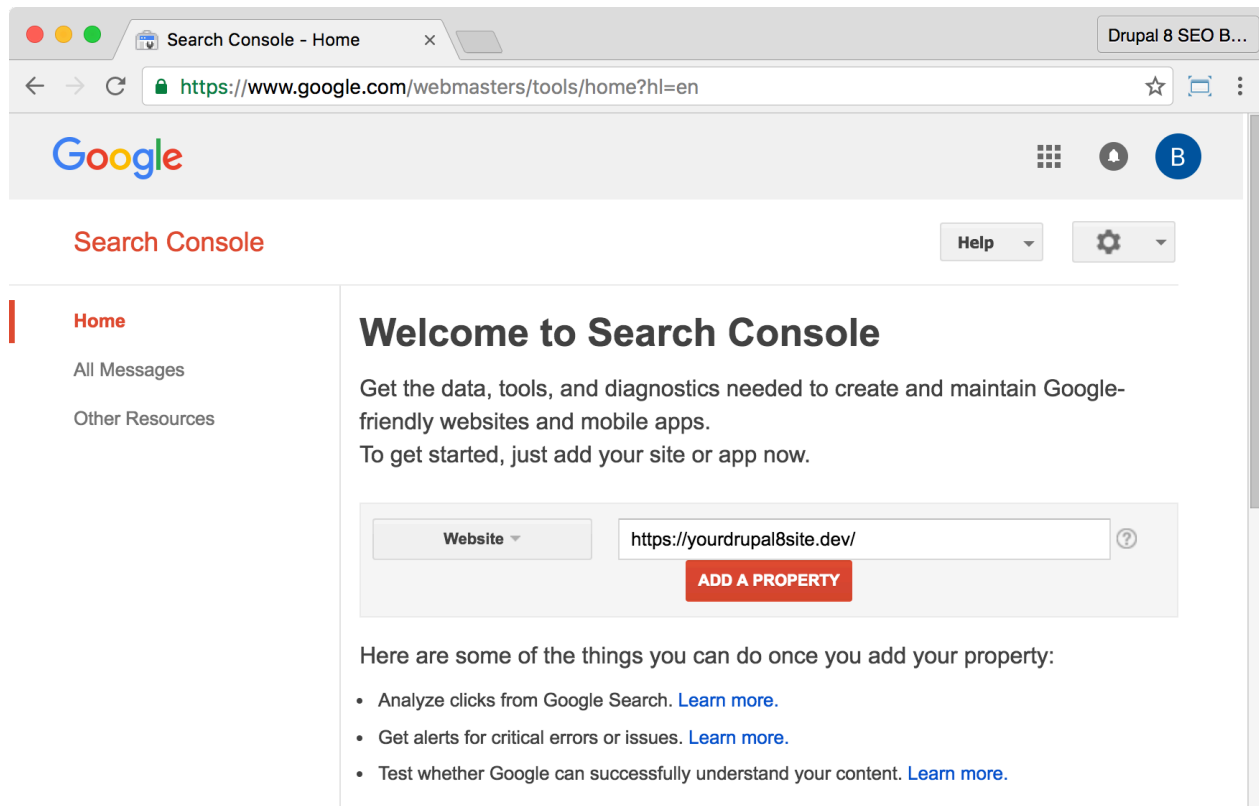 Search Console - Home
Drupal 8 SEO B...
https://www.google.com/webmasters/tools/home?hl=en
Google
B
Search Console
Help
Home
All Messages
Other Resources
Welcome to Search Console
Get the data, tools, and diagnostics needed to create and maintain Google-
friendly websites and mobile apps.
To get started, just add your site or app now.
Website
https://yourdrupal8site.dev/
?
ADD A PROPERTY
Here are some of the things you can do once you add your property:
• Analyze clicks from Google Search. Learn more.
• Get alerts for critical errors or issues. Learn more.
• Test whether Google can successfully understand your content. Learn more.